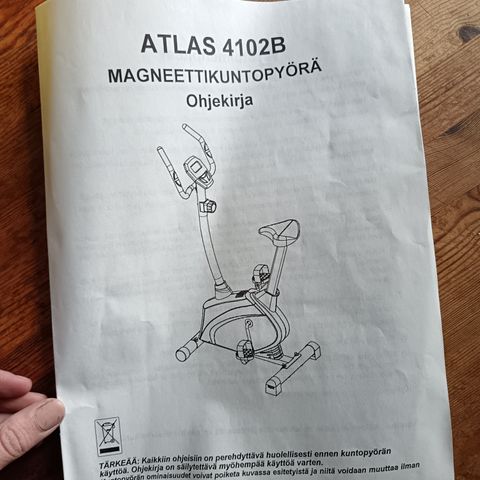 ATLAS 4102B
MAGNEETTIKUNTOPYÖRÄ
Ohjekirja
TÄRKEÄÄ: Kaikkiin ohjeisiin on perehdyttävä huolellisesti ennen kuntopyörän
käyttöä. Ohjekirja on säilytettävä myöhempää käyttöä varten.
Kuntopyörän ominaisuudet voivat poiketa kuvassa esitetyistä ja niitä voidaan muuttaa ilman